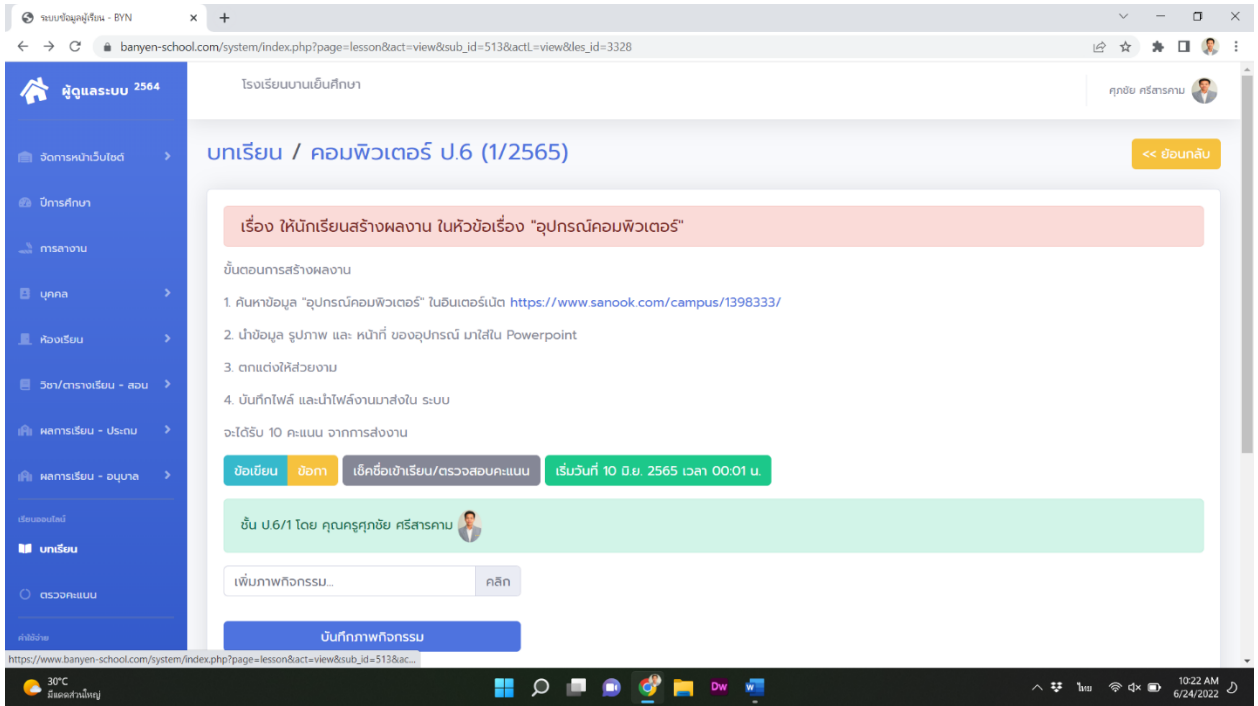 ระบบข้อมูลผู้เรียน - BYN
banyen-school.com/system/index.php?page=lesson&act=view&sub_id=513&actL=view&les_id=3328
ผู้ดูแลระบบ 2564
โรงเรียนบานเย็นศึกษา
ศุภชัย ศรีสารคาม
จัดการหน้าเว็บไซต์
ปีการศึกษา
การลางาน
บุคคล
ห้องเรียน
วิชา/ตารางเรียน - สอน
ผลการเรียน - ประถม
ผลการเรียน - อนุบาล
เรียนออนไลน์
บทเรียน
ตรวจคะแนน
ค่าใช้จ่าย
บทเรียน / คอมพิวเตอร์ ป.6 (1/2565)
<< ย้อนกลับ
เรื่อง ให้นักเรียนสร้างผลงาน ในหัวข้อเรื่อง "อุปกรณ์คอมพิวเตอร์"
ขั้นตอนการสร้างผลงาน
1. ค้นหาข้อมูล "อุปกรณ์คอมพิวเตอร์" ในอินเตอร์เน็ต https://www.sanook.com/campus/1398333/
2. นำข้อมูล รูปภาพ และ หน้าที่ ของอุปกรณ์ มาใส่ใน Powerpoint
3. ตกแต่งให้ส่วยงาม
4. บันทึกไฟล์ และนำไฟล์งานมาส่งใน ระบบ
จะได้รับ 10 คะแนน จากการส่งงาน
ข้อเขียน ข้อกา เช็คชื่อเข้าเรียน/ตรวจสอบคะแนน เริ่มวันที่ 10 มิ.ย. 2565 เวลา 00:01 น.
ชั้น ป.6/1 โดย คุณครูศุภชัย ศรีสารคาม
เพิ่มภาพกิจกรรม... คลิก
บันทึกภาพกิจกรรม
https://www.banyen-school.com/system/index.php?page=lesson&act=view&sub_id=513&ac...
30°C
มีแดดส่วนใหญ่
Dw
W
ไทย
10:22 AM
6/24/2022